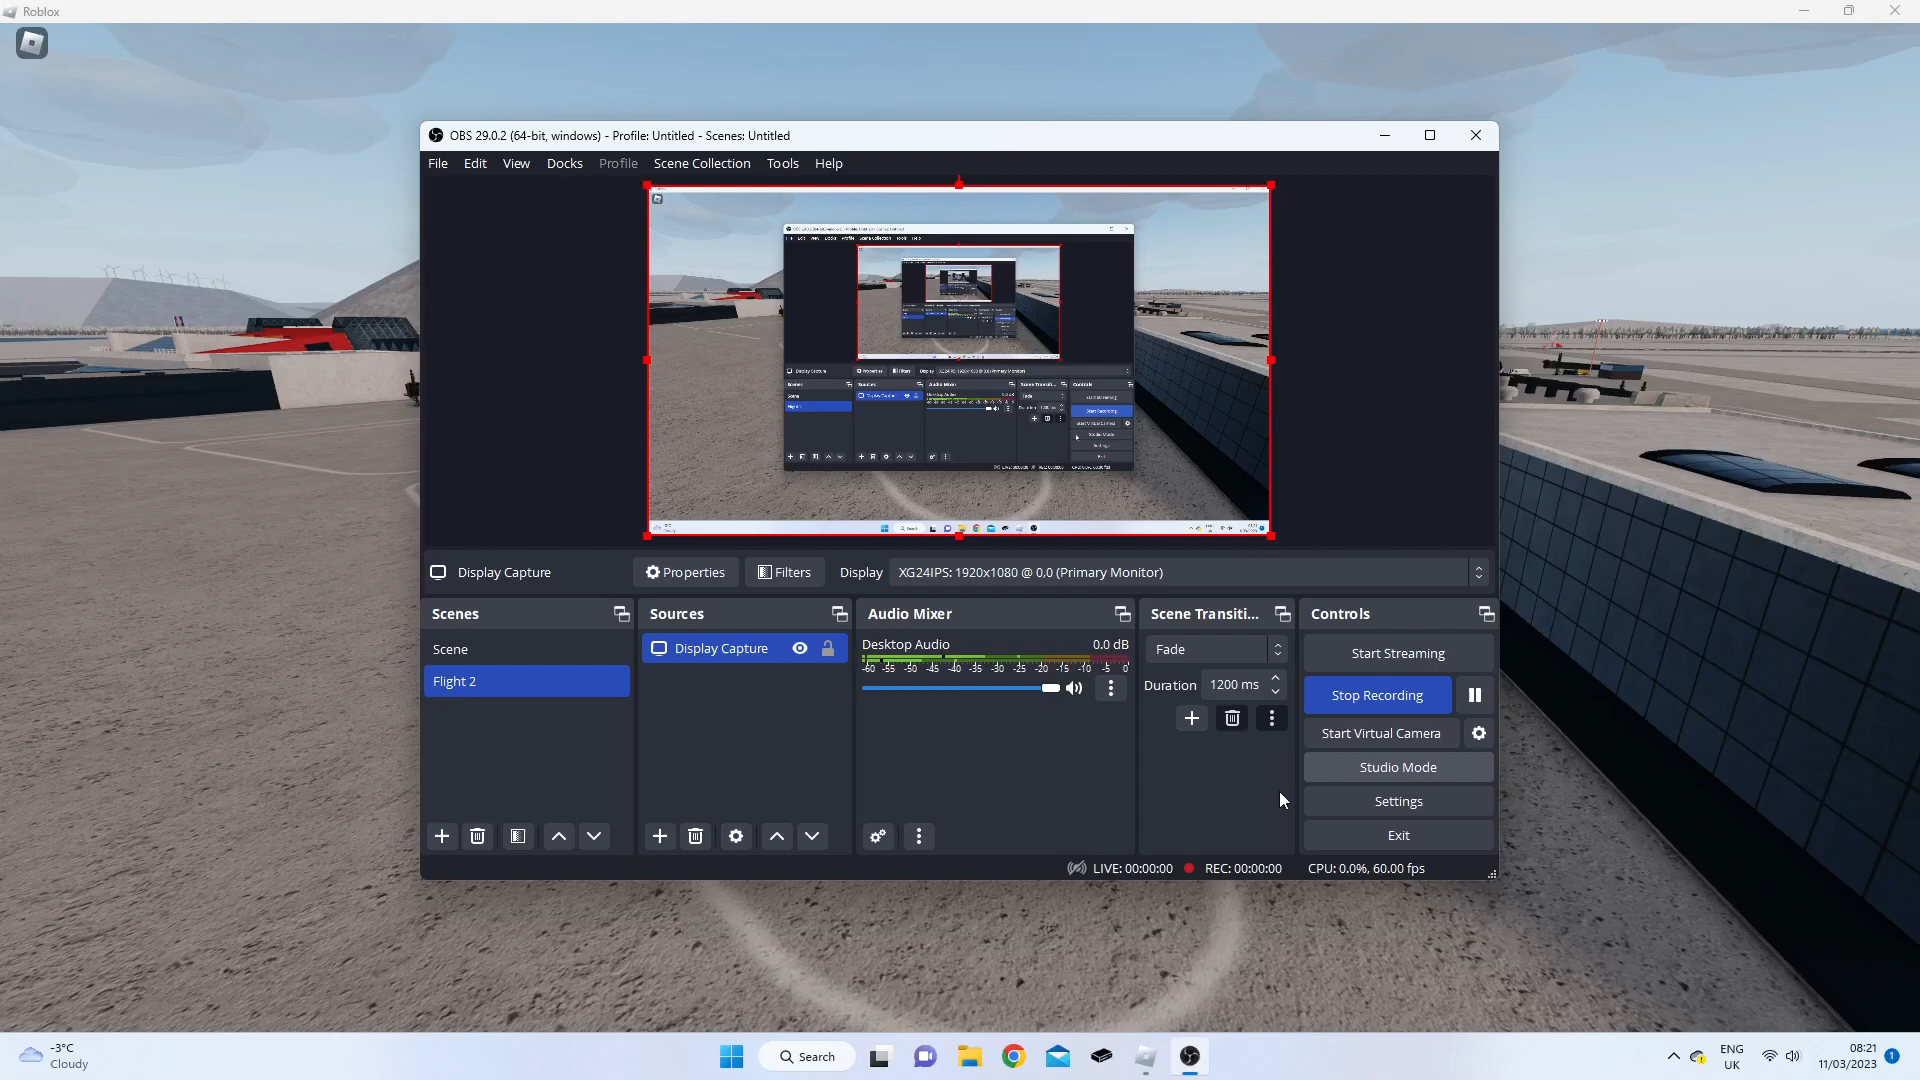 Roblox
OBS 29.0.2 (64-bit, windows) - Profile: Untitled - Scenes: Untitled
File Edit View Docks Profile Scene Collection Tools Help
Display Capture Properties Filters Display XG24IPS: 1920x1080 @ 0,0 (Primary Monitor)
Scenes Sources Audio Mixer Scene Transiti... Controls
Scene
Flight 2
Display Capture
Desktop Audio 0.0 dB
-60 -55 -50 -45 -40 -35 -30 -25 -20 -15 -10 -5 0
Fade
Duration 1200 ms
Start Streaming
Stop Recording
Start Virtual Camera
Studio Mode
Settings
Exit
LIVE: 00:00:00 REC: 00:00:00 CPU: 0.0%, 60.00 fps
-3°C
Cloudy
Search
ENG
UK
08:21
11/03/2023
1